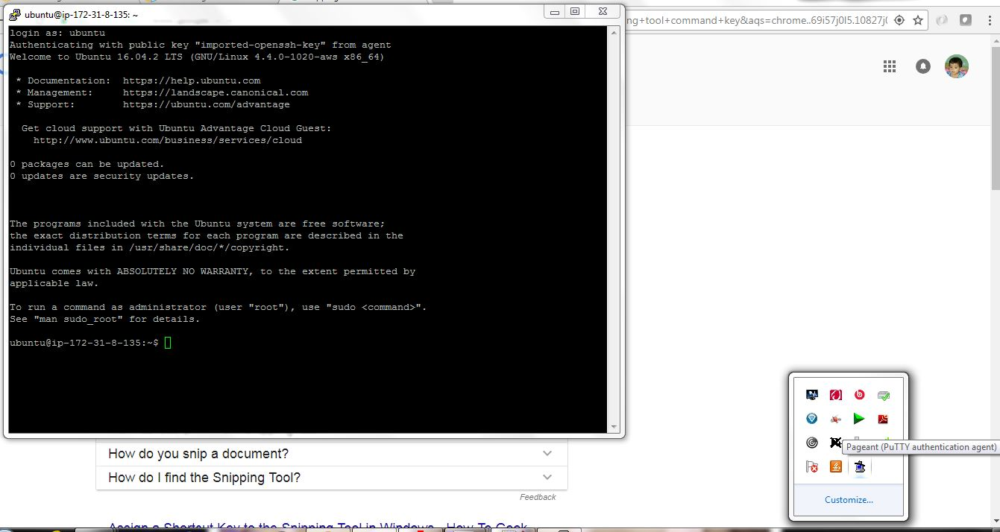 ubuntu@ip-172-31-8-135: ~
ng+tool+command+key&aqs=chrome..69i57j0l5.10827j0
login as: ubuntu
Authenticating with public key "imported-openssh-key" from agent
Welcome to Ubuntu 16.04.2 LTS (GNU/Linux 4.4.0-1020-aws x86_64)
* Documentation:  https://help.ubuntu.com
* Management:     https://landscape.canonical.com
* Support:        https://ubuntu.com/advantage
Get cloud support with Ubuntu Advantage Cloud Guest:
http://www.ubuntu.com/business/services/cloud
0 packages can be updated.
0 updates are security updates.
The programs included with the Ubuntu system are free software;
the exact distribution terms for each program are described in the
individual files in /usr/share/doc/*/copyright.
Ubuntu comes with ABSOLUTELY NO WARRANTY, to the extent permitted by
applicable law.
To run a command as administrator (user "root"), use "sudo <command>".
See "man sudo_root" for details.
ubuntu@ip-172-31-8-135:~$
How do you snip a document?
How do I find the Snipping Tool?
Feedback
Assign a Shortcut Key to the Snipping Tool in Windows - How-To Geek
Pageant (PuTTY authentication agent)
Customize...